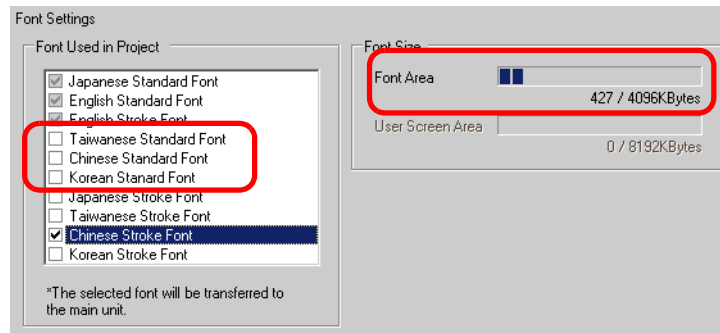 Font Settings
Font Used in Project
Japanese Standard Font
English Standard Font
English Stroke Font
Taiwanese Standard Font
Chinese Standard Font
Korean Stanard Font
Japanese Stroke Font
Taiwanese Stroke Font
Chinese Stroke Font
Korean Stroke Font
*The selected font will be transferred to
the main unit.
Font Size
Font Area
427 / 4096KBytes
User Screen Area
0 / 8192KBytes